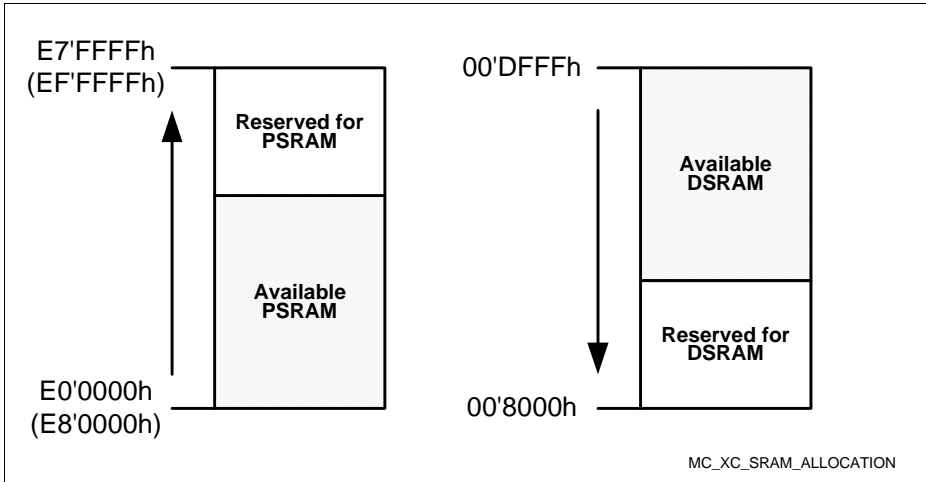 E7'FFFFh
(EF'FFFFh)
Reserved for
PSRAM
Available
PSRAM
E0'0000h
(E8'0000h)
00'DFFFh
Available
DSRAM
Reserved for
DSRAM
00'8000h
MC_XC_SRAM_ALLOCATION